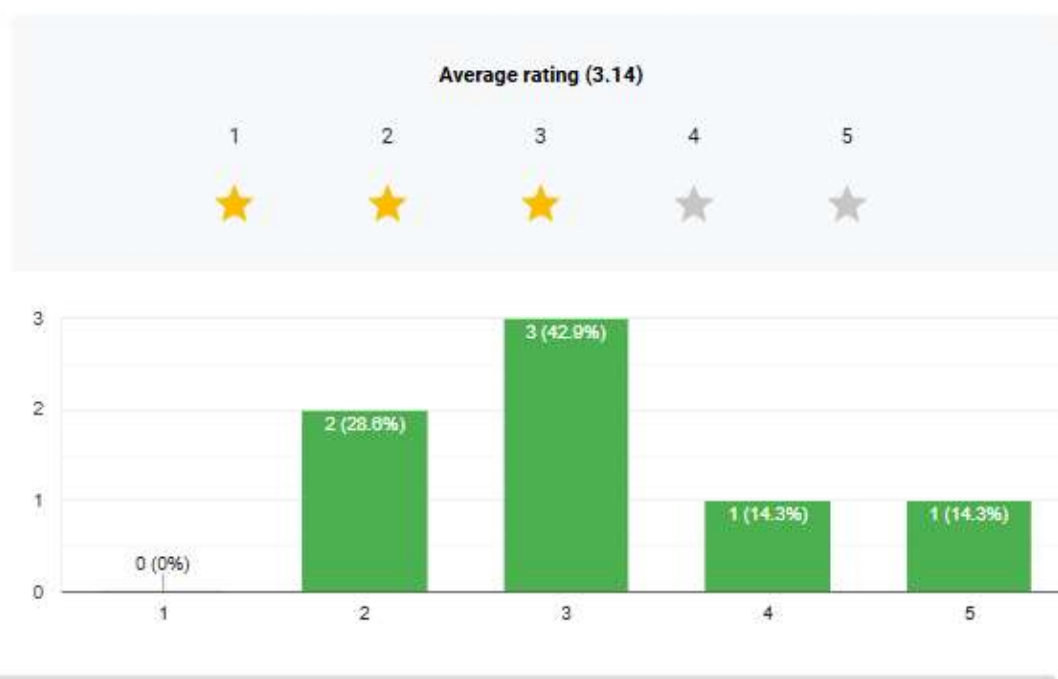 Average rating (3.14)
1 2 3 4 5
3
3 (42.9%)
2
2 (28.6%)
1
1 (14.3%) 1 (14.3%)
0 (0%)
0
1 2 3 4 5